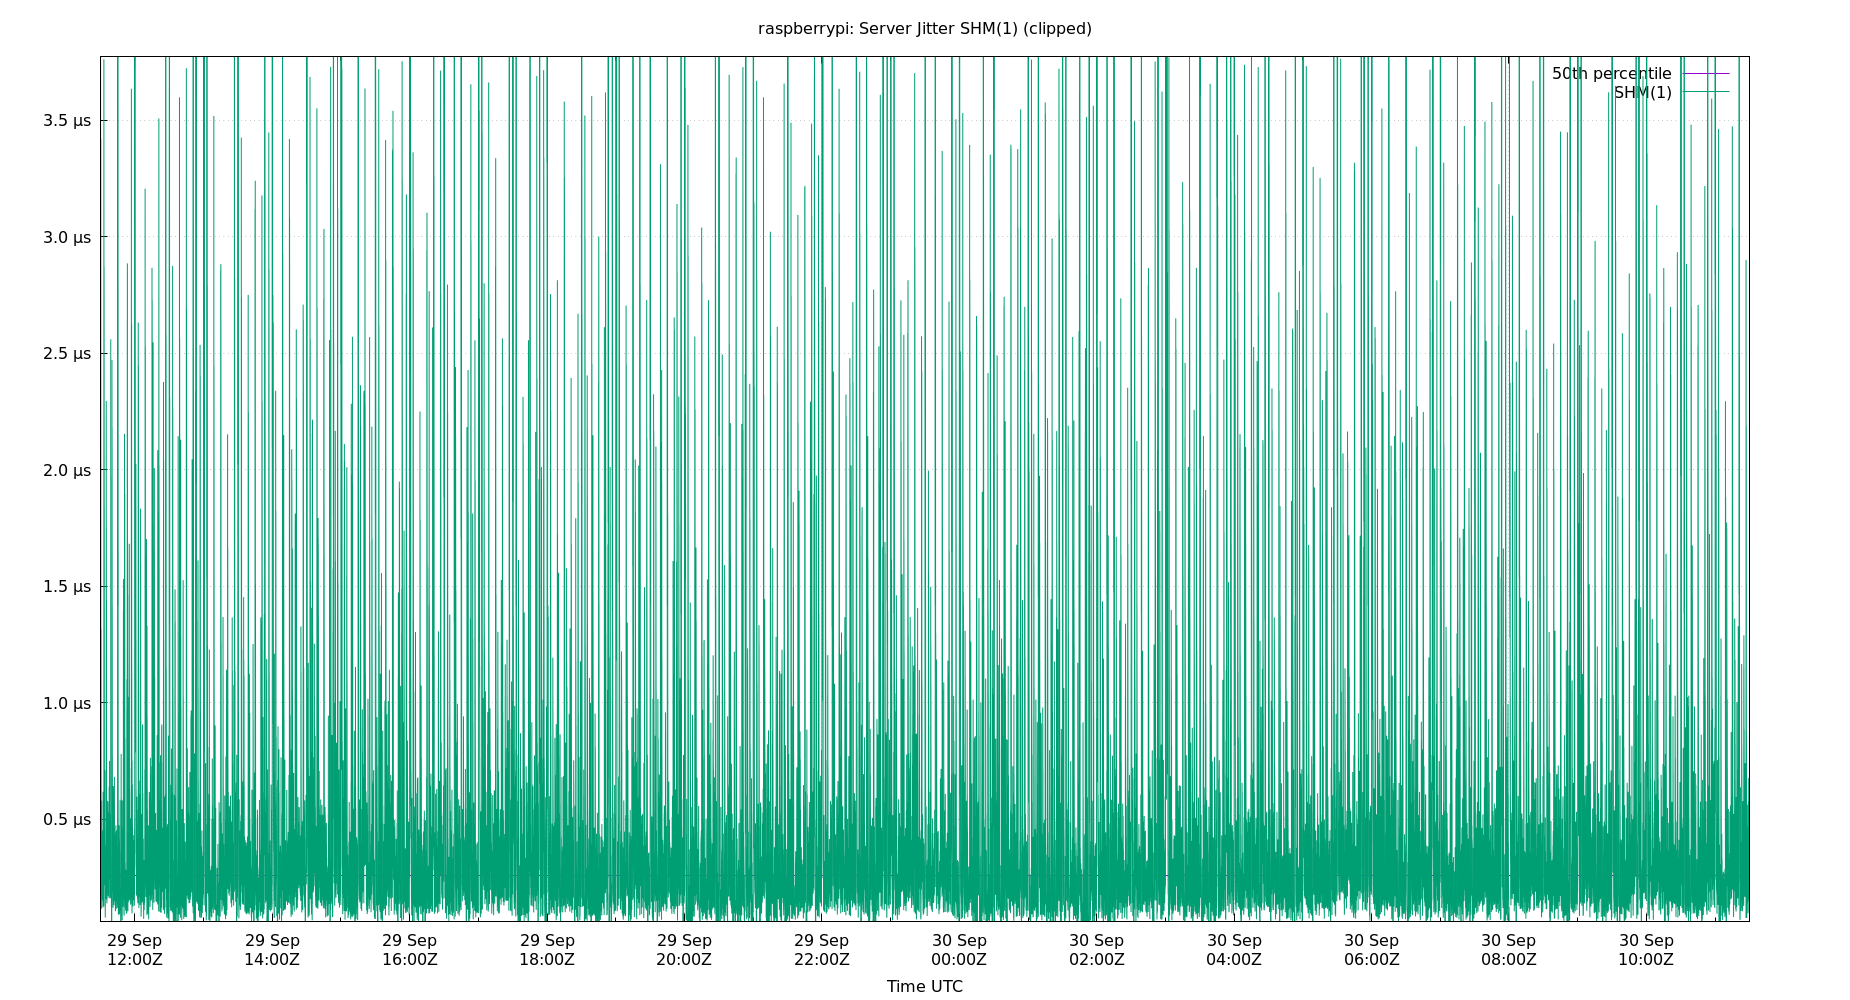 raspberrypi: Server Jitter SHM(1) (clipped)
50th percentile
SHM(1)
3.5 μs
3.0 μs
2.5 μs
2.0 μs
1.5 μs
1.0 μs
0.5 μs
29 Sep 29 Sep 29 Sep 29 Sep 29 Sep 29 Sep 30 Sep 30 Sep 30 Sep 30 Sep 30 Sep 30 Sep
12:00Z 14:00Z 16:00Z 18:00Z 20:00Z 22:00Z 00:00Z 02:00Z 04:00Z 06:00Z 08:00Z 10:00Z
Time UTC